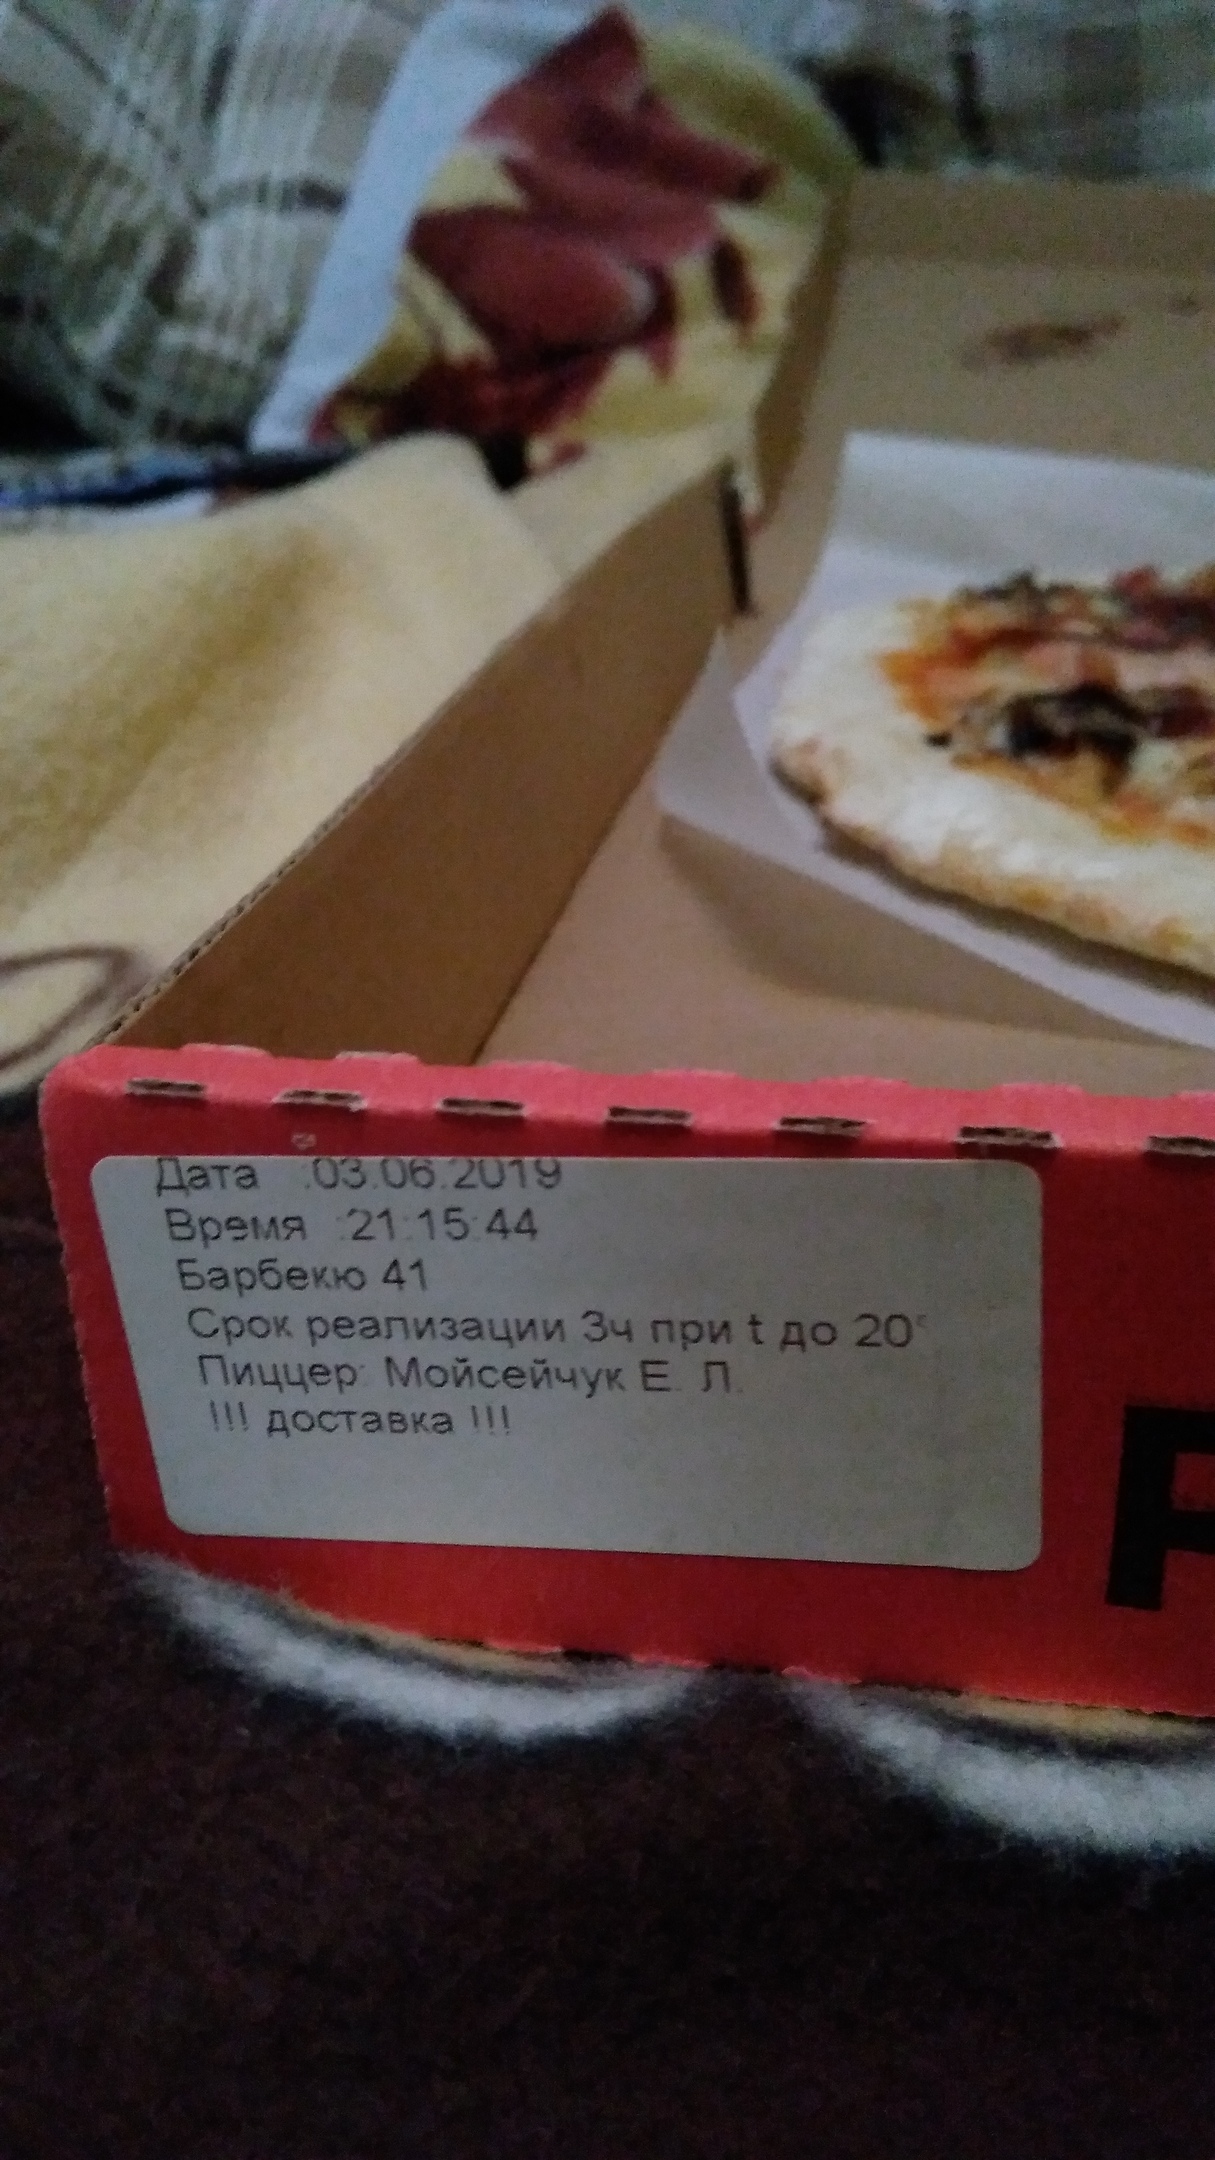 Дата :03.06.2019
Время :21:15:44
Барбекю 41
Срок реализации 3ч при t до 20°
Пиццер: Мойсейчук Е. Л.
!!! доставка !!!